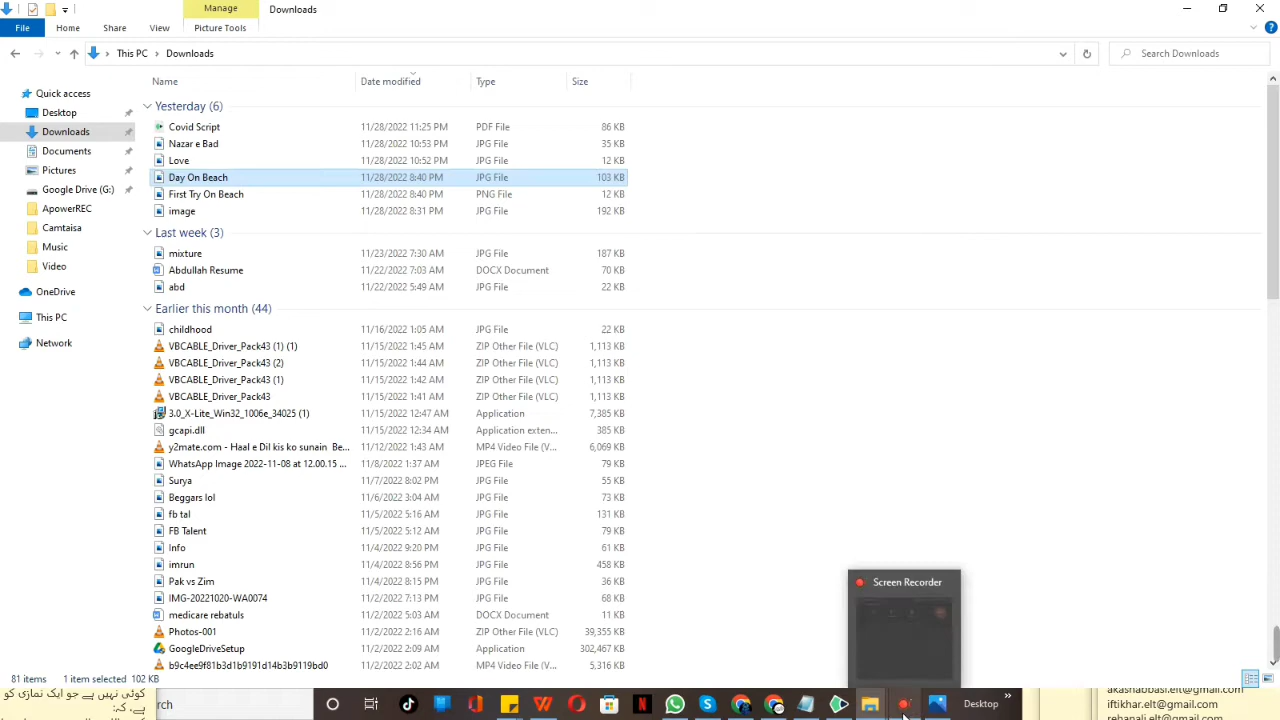 Manage
Downloads
File
Home
Share
View
Picture Tools
This PC
Downloads
Search Downloads
Name
Date modified
Type
Size
Quick access
Desktop
Downloads
Documents
Pictures
Google Drive (G:)
ApowerREC
Camtaisa
Music
Video
OneDrive
This PC
Network
Yesterday (6)
Covid Script 11/28/2022 11:25 PM PDF File 86 KB
Nazar e Bad 11/28/2022 10:53 PM JPG File 35 KB
Love 11/28/2022 10:52 PM JPG File 12 KB
Day On Beach 11/28/2022 8:40 PM JPG File 103 KB
First Try On Beach 11/28/2022 8:40 PM PNG File 12 KB
image 11/28/2022 8:31 PM JPG File 192 KB
Last week (3)
mixture 11/23/2022 7:30 AM JPG File 187 KB
Abdullah Resume 11/22/2022 7:03 AM DOCX Document 70 KB
abd 11/22/2022 5:49 AM JPG File 22 KB
Earlier this month (44)
childhood 11/16/2022 1:05 AM JPG File 22 KB
VBCABLE_Driver_Pack43 (1) (1) 11/15/2022 1:45 AM ZIP Other File (VLC) 1,113 KB
VBCABLE_Driver_Pack43 (2) 11/15/2022 1:44 AM ZIP Other File (VLC) 1,113 KB
VBCABLE_Driver_Pack43 (1) 11/15/2022 1:42 AM ZIP Other File (VLC) 1,113 KB
VBCABLE_Driver_Pack43 11/15/2022 1:41 AM ZIP Other File (VLC) 1,113 KB
3.0_X-Lite_Win32_1006e_34025 (1) 11/15/2022 12:47 AM Application 7,385 KB
gcapi.dll 11/15/2022 12:34 AM Application exten... 385 KB
y2mate.com - Haal e Dil kis ko sunain Be... 11/12/2022 1:43 AM MP4 Video File (V... 6,069 KB
WhatsApp Image 2022-11-08 at 12.00.15 ... 11/8/2022 1:37 AM JPEG File 79 KB
Surya 11/7/2022 8:02 PM JPG File 55 KB
Beggars lol 11/6/2022 3:04 AM JPG File 73 KB
fb tal 11/5/2022 5:16 AM JPG File 131 KB
FB Talent 11/5/2022 5:12 AM JPG File 79 KB
Info 11/4/2022 9:20 PM JPG File 61 KB
imrun 11/4/2022 8:56 PM JPG File 458 KB
Pak vs Zim 11/4/2022 8:15 PM JPG File 36 KB
IMG-20221020-WA0074 11/2/2022 7:13 PM JPG File 68 KB
medicare rebatuls 11/2/2022 5:03 AM DOCX Document 11 KB
Photos-001 11/2/2022 2:16 AM ZIP Other File (VLC) 39,355 KB
GoogleDriveSetup 11/2/2022 2:09 AM Application 302,467 KB
b9c4ee9f81b3d1b9191d14b3b9119bd0 11/2/2022 2:02 AM MP4 Video File (V... 5,316 KB
Screen Recorder
81 items 1 item selected 102 KB
کوئی نہیں ہے جو ایک نمازی کو
rch
Desktop
akashabbasi.elt@gmail.com
iftikhar.elt@gmail.com
rehanali.elt@gmail.com